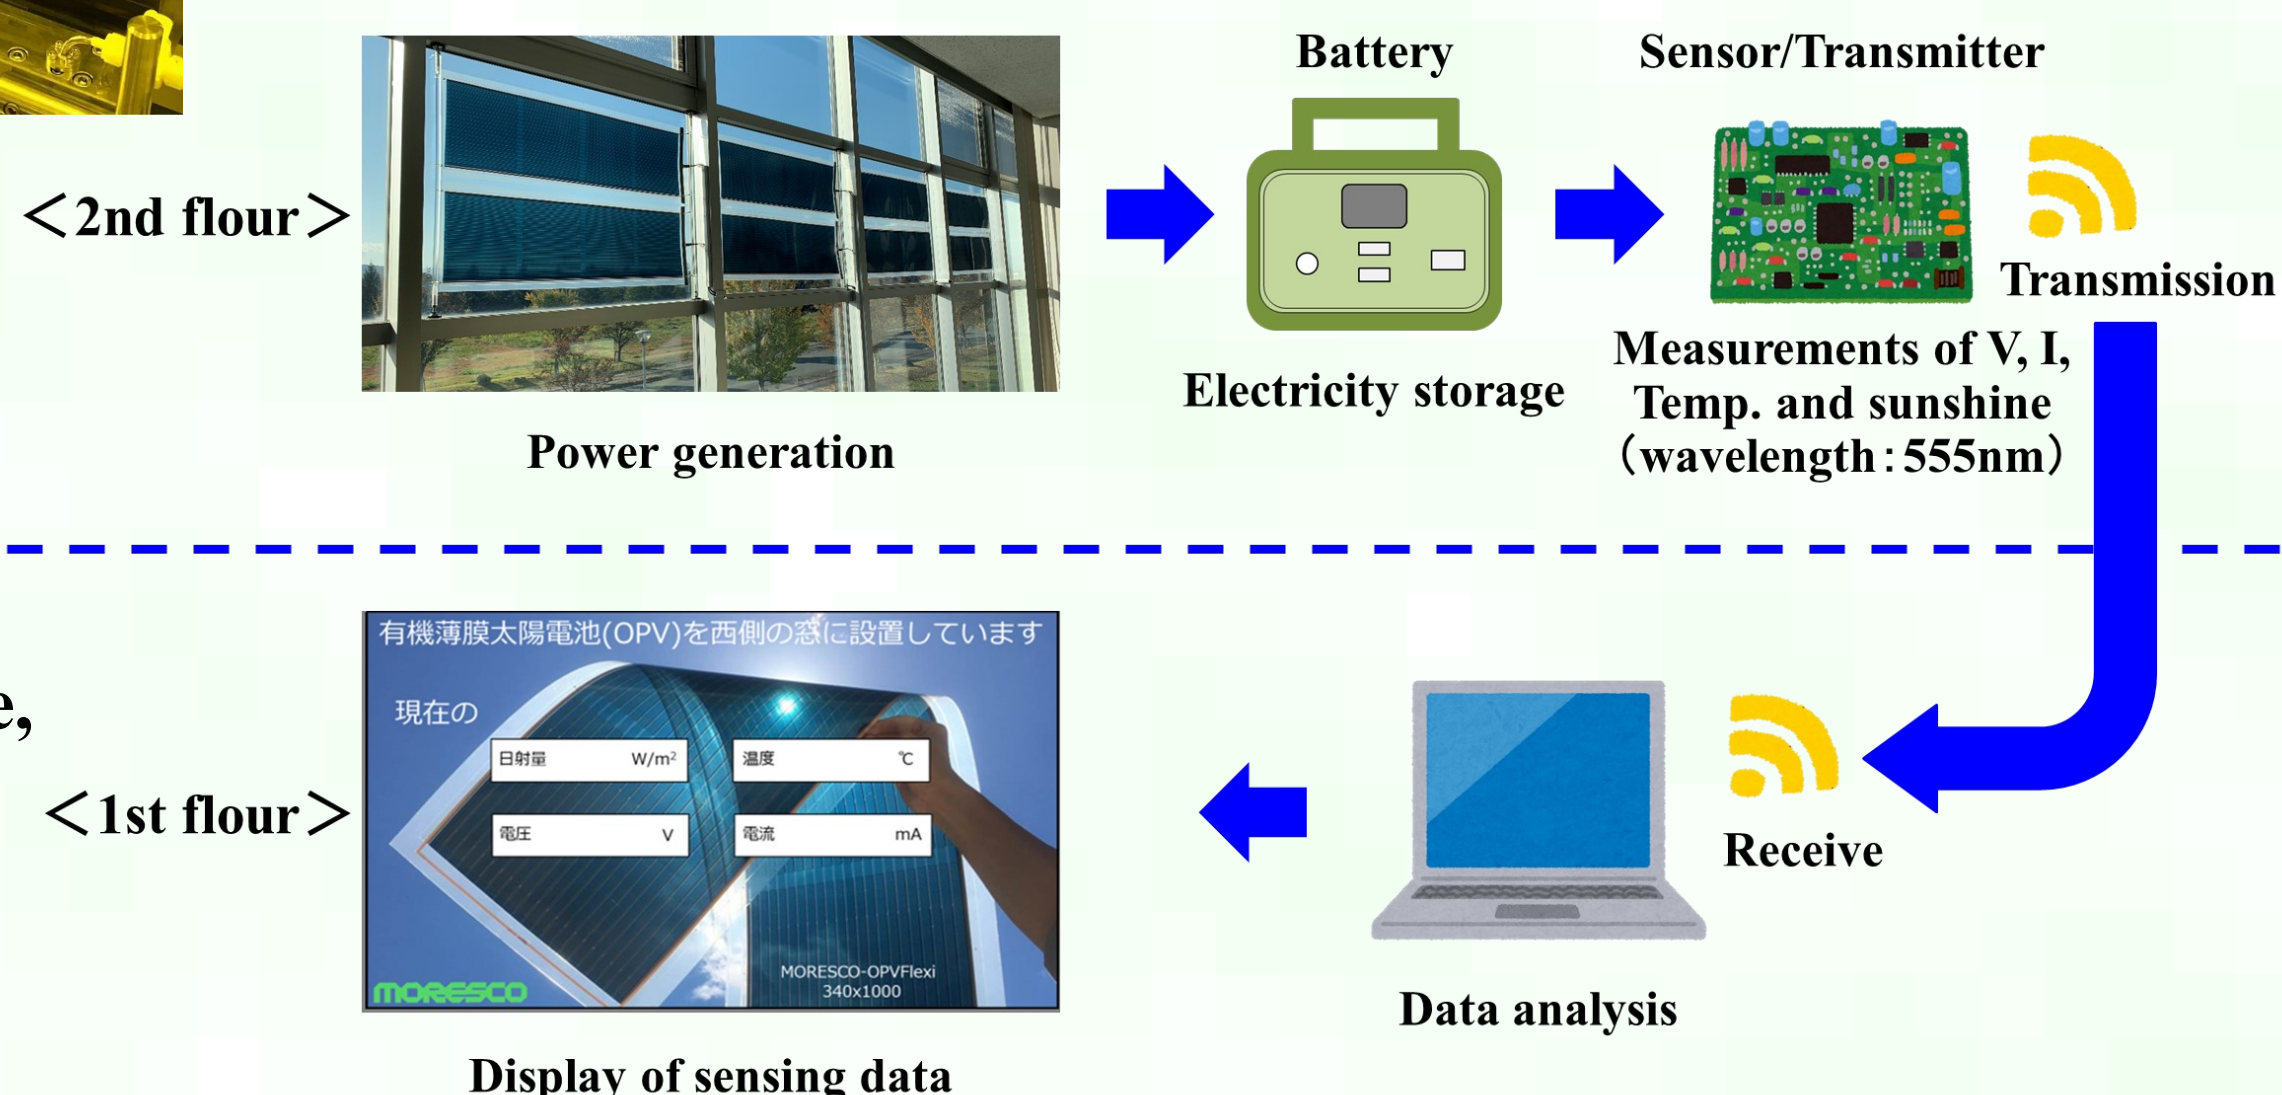 Battery
Sensor/Transmitter
＜2nd flour＞
Transmission
Measurements of V, I,
Temp. and sunshine
（wavelength：555nm）
Electricity storage
Power generation
有機薄膜太陽電池(OPV)を西側の窓に設置しています
現在の
日射量 W/m²
温度 ℃
電圧 V
電流 mA
MORESCO-OPVFlexi
340x1000
MORESCO
e,
＜1st flour＞
Receive
Data analysis
Display of sensing data